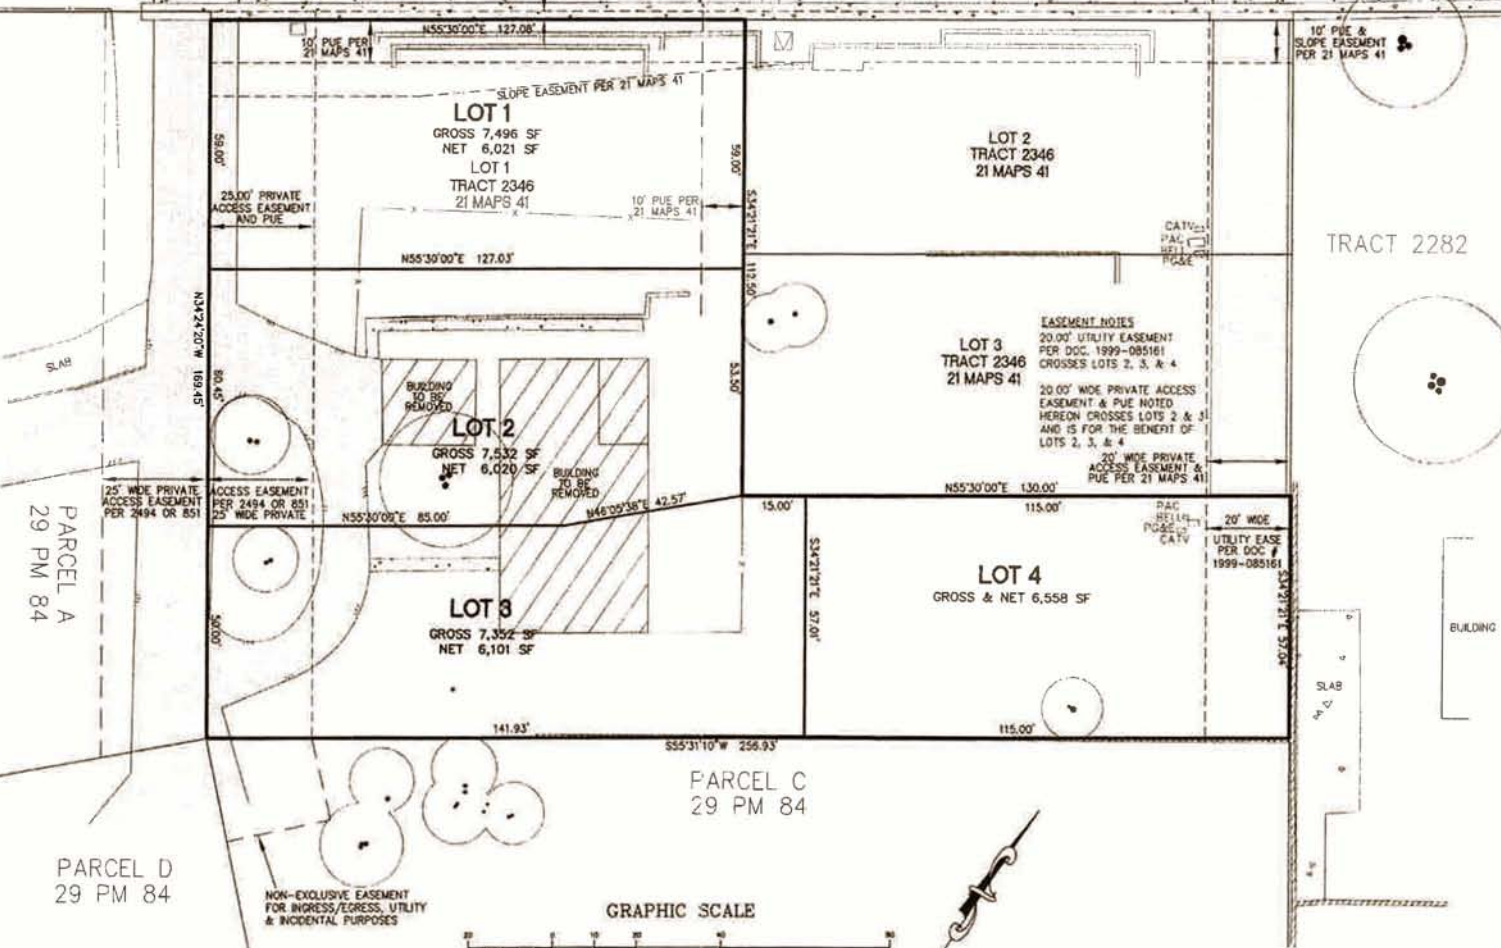 N55°30'00"E 127.08'
10' PUE PER
21 MAPS 41
SLOPE EASEMENT PER 21 MAPS 41
LOT 1
GROSS 7,496 SF
NET 6,021 SF
LOT 1
TRACT 2346
21 MAPS 41
59.00'
59.00'
25.00' PRIVATE
ACCESS EASEMENT
AND PUE
10' PUE PER
21 MAPS 41
N55°30'00"E 127.03'
S34°21'21"E 112.50'
LOT 2
TRACT 2346
21 MAPS 41
10' PUE &
SLOPE EASEMENT
PER 21 MAPS 41
CATV
PAC
BELL
PG&E
TRACT 2282
N34°24'20"W 169.45'
SLAB
60.45'
53.50'
BUILDING
TO BE
REMOVED
LOT 2
GROSS 7,532 SF
NET 6,020 SF
BUILDING
TO BE
REMOVED
LOT 3
TRACT 2346
21 MAPS 41
EASEMENT NOTES
20.00' UTILITY EASEMENT
PER DOC. 1999-085161
CROSSES LOTS 2, 3, & 4
20.00' WIDE PRIVATE ACCESS
EASEMENT & PUE NOTED
HEREON CROSSES LOTS 2 & 3
AND IS FOR THE BENEFIT OF
LOTS 2, 3, & 4
20' WIDE PRIVATE
ACCESS EASEMENT &
PUE PER 21 MAPS 41
25' WIDE PRIVATE
ACCESS EASEMENT
PER 2494 OR 851
ACCESS EASEMENT
PER 2494 OR 851
25' WIDE PRIVATE
N55°30'00"E 85.00'
N46°05'38"E 42.57'
N55°30'00"E 130.00'
15.00'
115.00'
PAC
BELL
PG&E
CATV
20' WIDE
UTILITY EASE
PER DOC #
1999-085161
PARCEL A
29 PM 84
50.00'
LOT 3
GROSS 7,352 SF
NET 6,101 SF
S34°21'21"E 57.01'
LOT 4
GROSS & NET 6,558 SF
S34°21'21"E 57.04'
BUILDING
SLAB
141.93'
115.00'
S55°31'10"W 256.93'
PARCEL C
29 PM 84
PARCEL D
29 PM 84
NON-EXCLUSIVE EASEMENT
FOR INGRESS/EGRESS, UTILITY
& INCIDENTAL PURPOSES
GRAPHIC SCALE
20 0 10 20 40 80